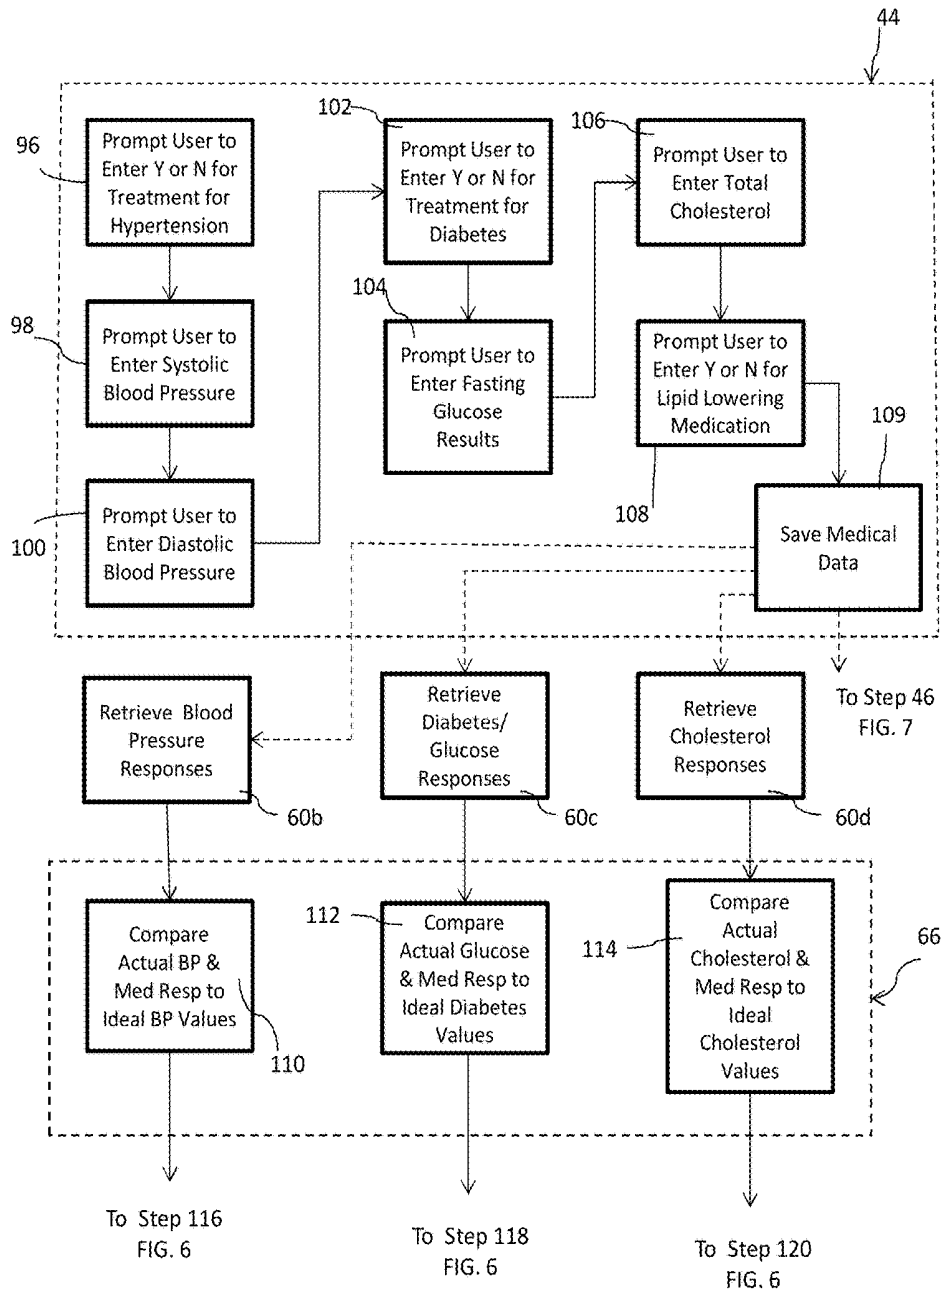 44
96
Prompt User to
Enter Y or N for
Treatment for
Hypertension
102
Prompt User to
Enter Y or N for
Treatment for
Diabetes
106
Prompt User to
Enter Total
Cholesterol
98
Prompt User to
Enter Systolic
Blood Pressure
104
Prompt User to
Enter Fasting
Glucose
Results
Prompt User to
Enter Y or N for
Lipid Lowering
Medication
108
109
100
Prompt User to
Enter Diastolic
Blood Pressure
Save Medical
Data
To Step 46
FIG. 7
Retrieve Blood
Pressure
Responses
60b
Retrieve
Diabetes/
Glucose
Responses
60c
Retrieve
Cholesterol
Responses
60d
66
Compare
Actual BP &
Med Resp to
Ideal BP Values
110
112
Compare
Actual Glucose
& Med Resp to
Ideal Diabetes
Values
114
Compare
Actual
Cholesterol &
Med Resp to
Ideal
Cholesterol
Values
To Step 116
FIG. 6
To Step 118
FIG. 6
To Step 120
FIG. 6